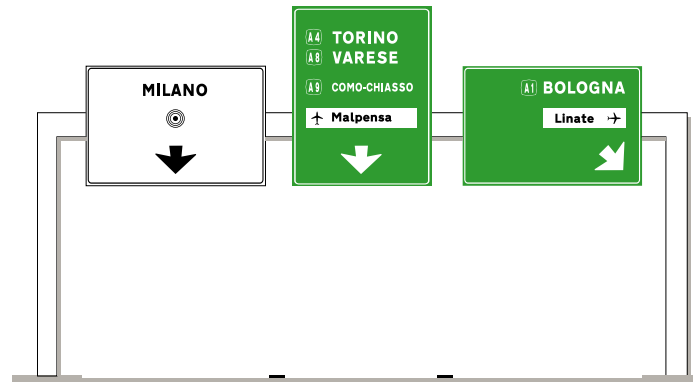 MILANO
A4 TORINO
A8 VARESE
A9 COMO-CHIASSO
Malpensa
A1 BOLOGNA
Linate